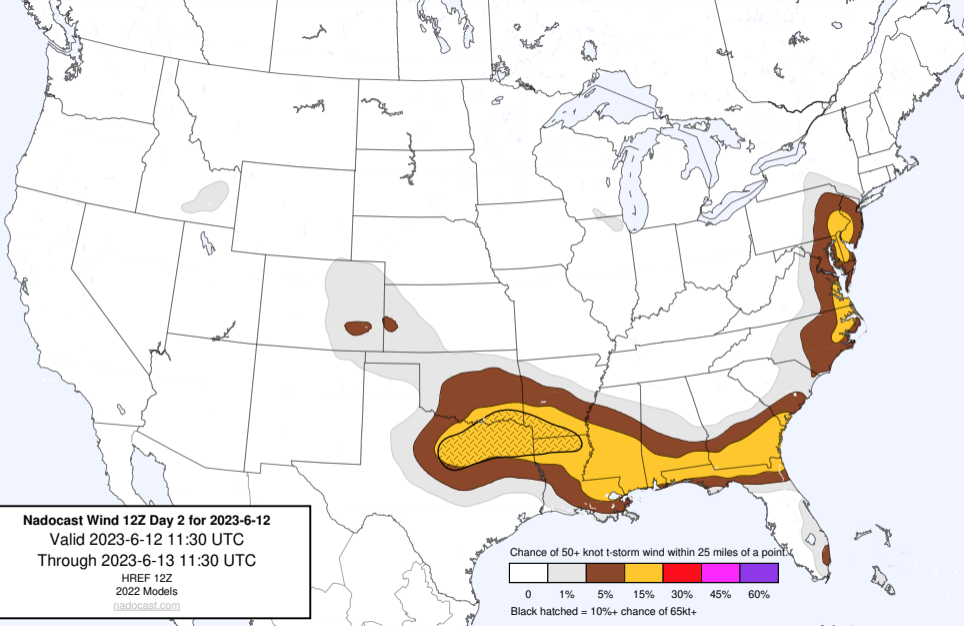 Nadocast Wind 12Z Day 2 for 2023-6-12
Valid 2023-6-12 11:30 UTC
Through 2023-6-13 11:30 UTC
HREF 12Z
2022 Models
nadocast.com
Chance of 50+ knot t-storm wind within 25 miles of a point.
0 1% 5% 15% 30% 45% 60%
Black hatched = 10%+ chance of 65kt+